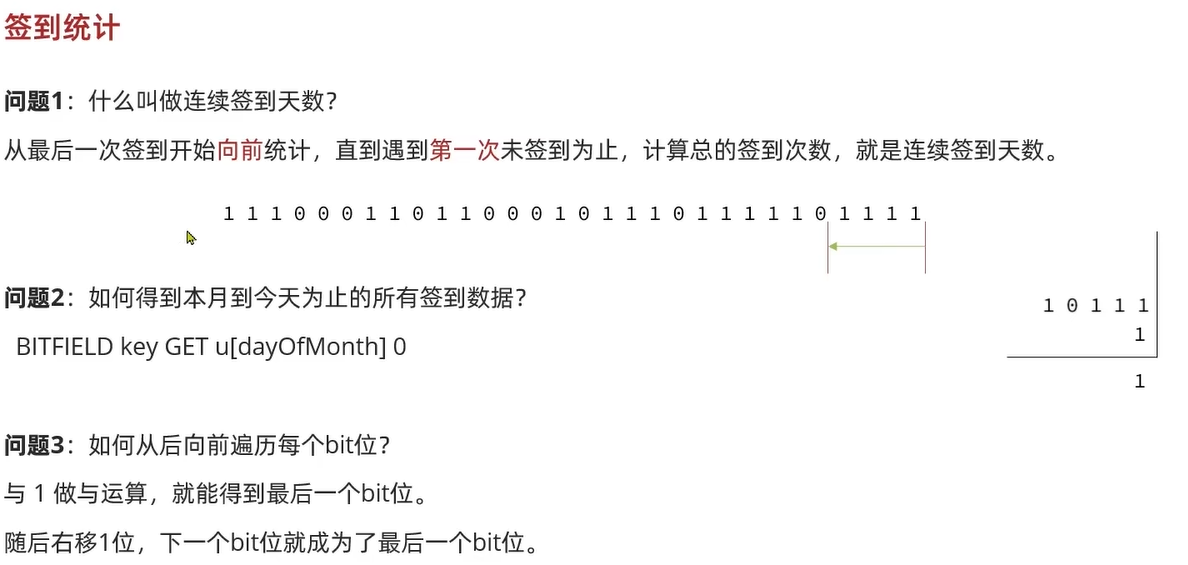 签到统计
问题1：什么叫做连续签到天数？
从最后一次签到开始向前统计，直到遇到第一次未签到为止，计算总的签到次数，就是连续签到天数。
1 1 1 0 0 0 1 1 0 1 1 0 0 0 1 0 1 1 1 0 1 1 1 1 1 0 1 1 1 1
问题2：如何得到本月到今天为止的所有签到数据？
BITFIELD key GET u[dayOfMonth] 0
1 0 1 1 1
1
1
问题3：如何从后向前遍历每个bit位？
与 1 做与运算，就能得到最后一个bit位。
随后右移1位，下一个bit位就成为了最后一个bit位。